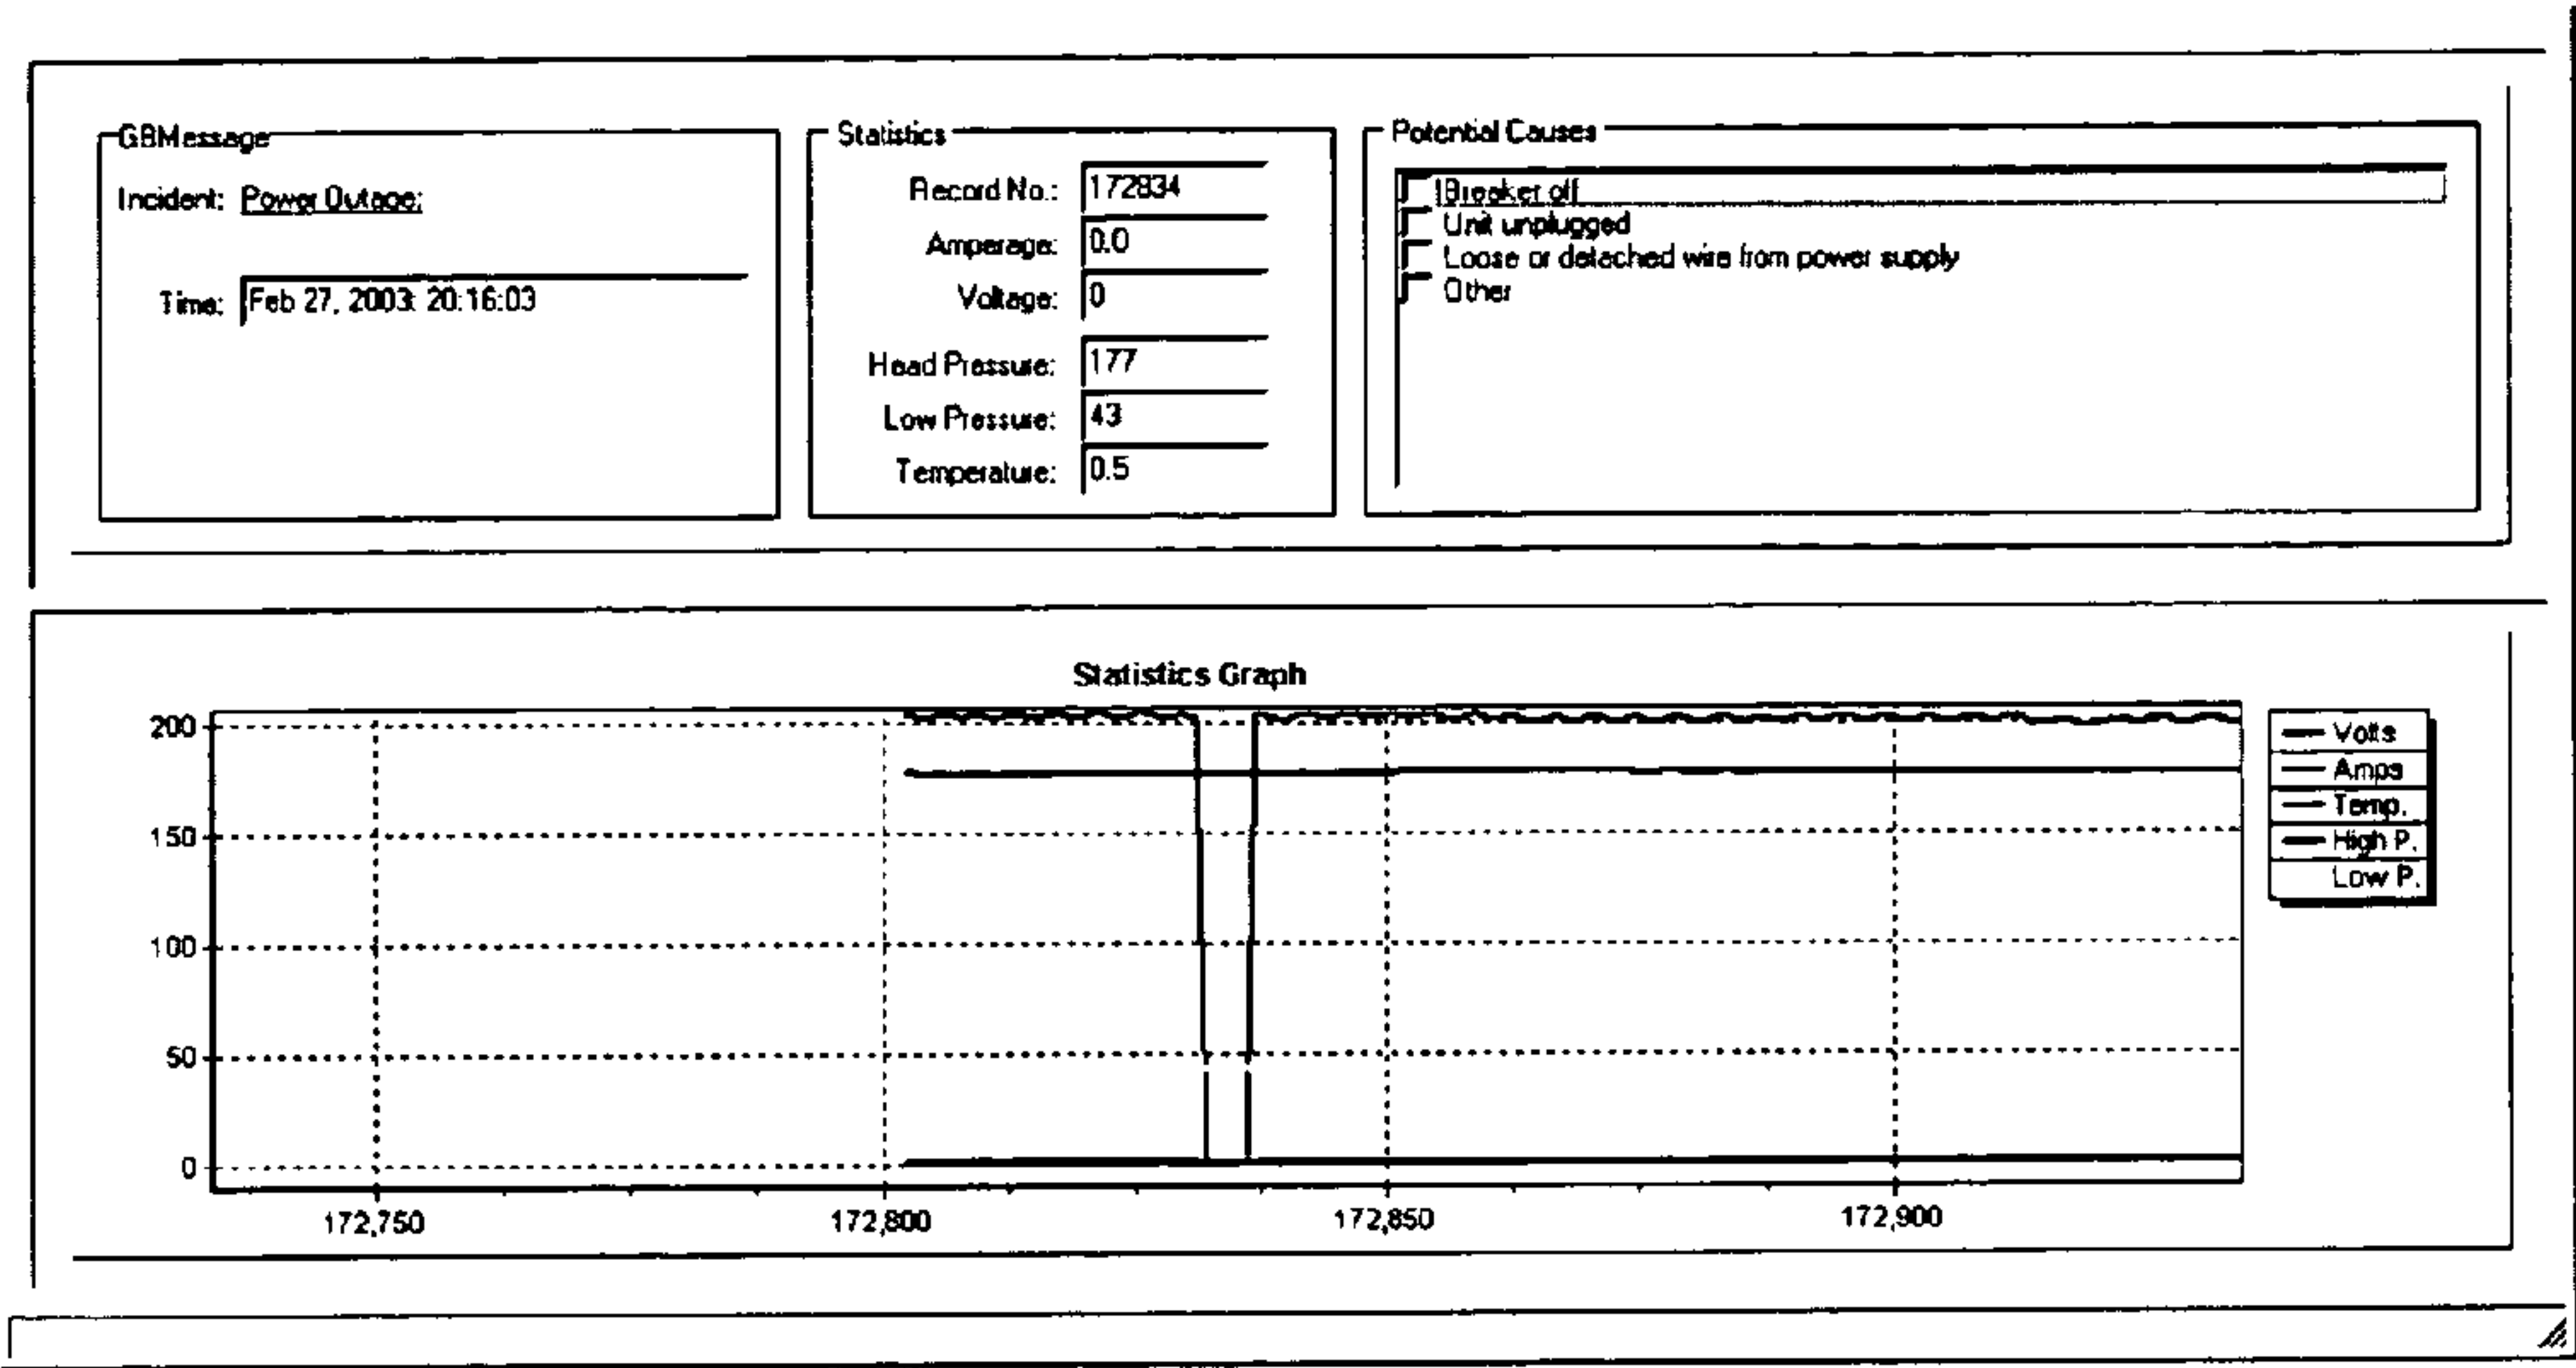 GBMessage
Incident: Power Outage;
Time: Feb 27, 2003: 20:16:03
Statistics
Record No.: 172834
Amperage: 0.0
Voltage: 0
Head Pressure: 177
Low Pressure: 43
Temperature: 0.5
Potential Causes
Breaker off
Unit unplugged
Loose or detached wire from power supply
Other
Statistics Graph
200
150
100
50
0
172,750 172,800 172,850 172,900
Volts
Amps
Temp.
High P.
Low P.